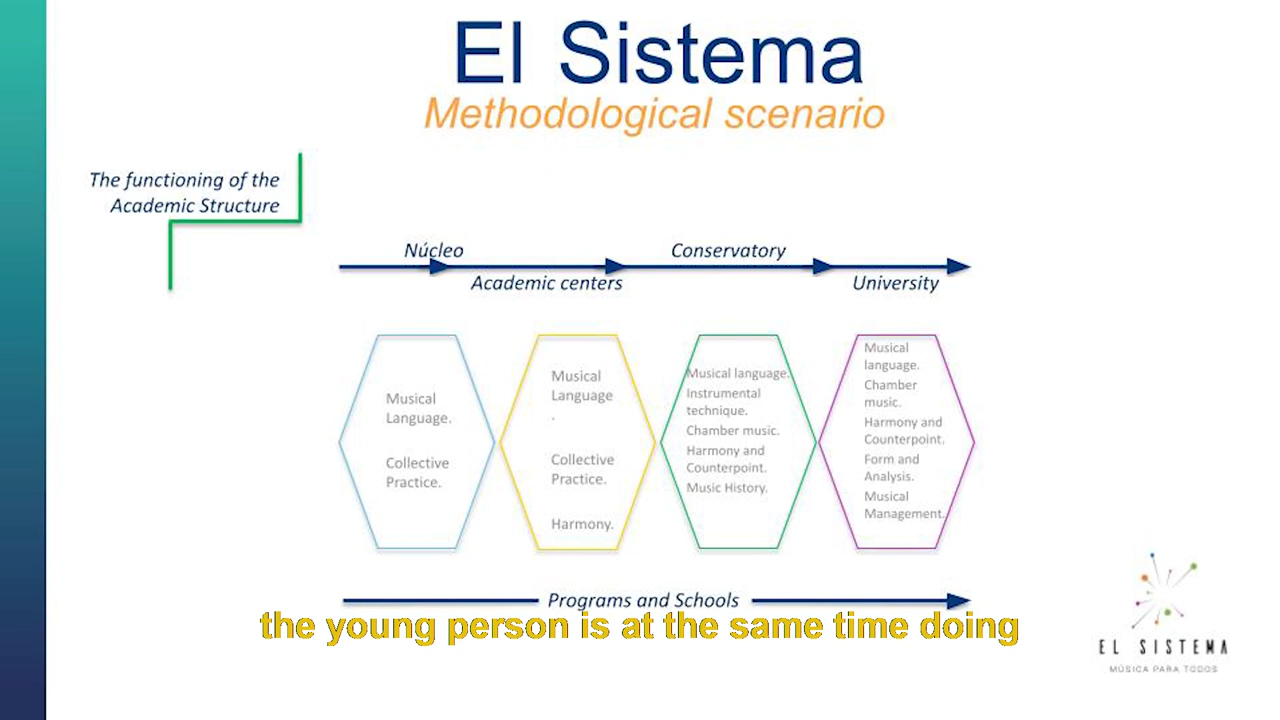 El Sistema
Methodological scenario
The functioning of the
Academic Structure
Núcleo
Conservatory
Academic centers
University
Musical
Language.
Collective
Practice.
Musical
Language
.
Collective
Practice.
Harmony.
Musical language.
Instrumental
technique.
Chamber music.
Harmony and
Counterpoint.
Music History.
Musical
language.
Chamber
music.
Harmony and
Counterpoint.
Form and
Analysis.
Musical
Management.
Programs and Schools
the young person is at the same time doing
EL SISTEMA
MÚSICA PARA TODOS